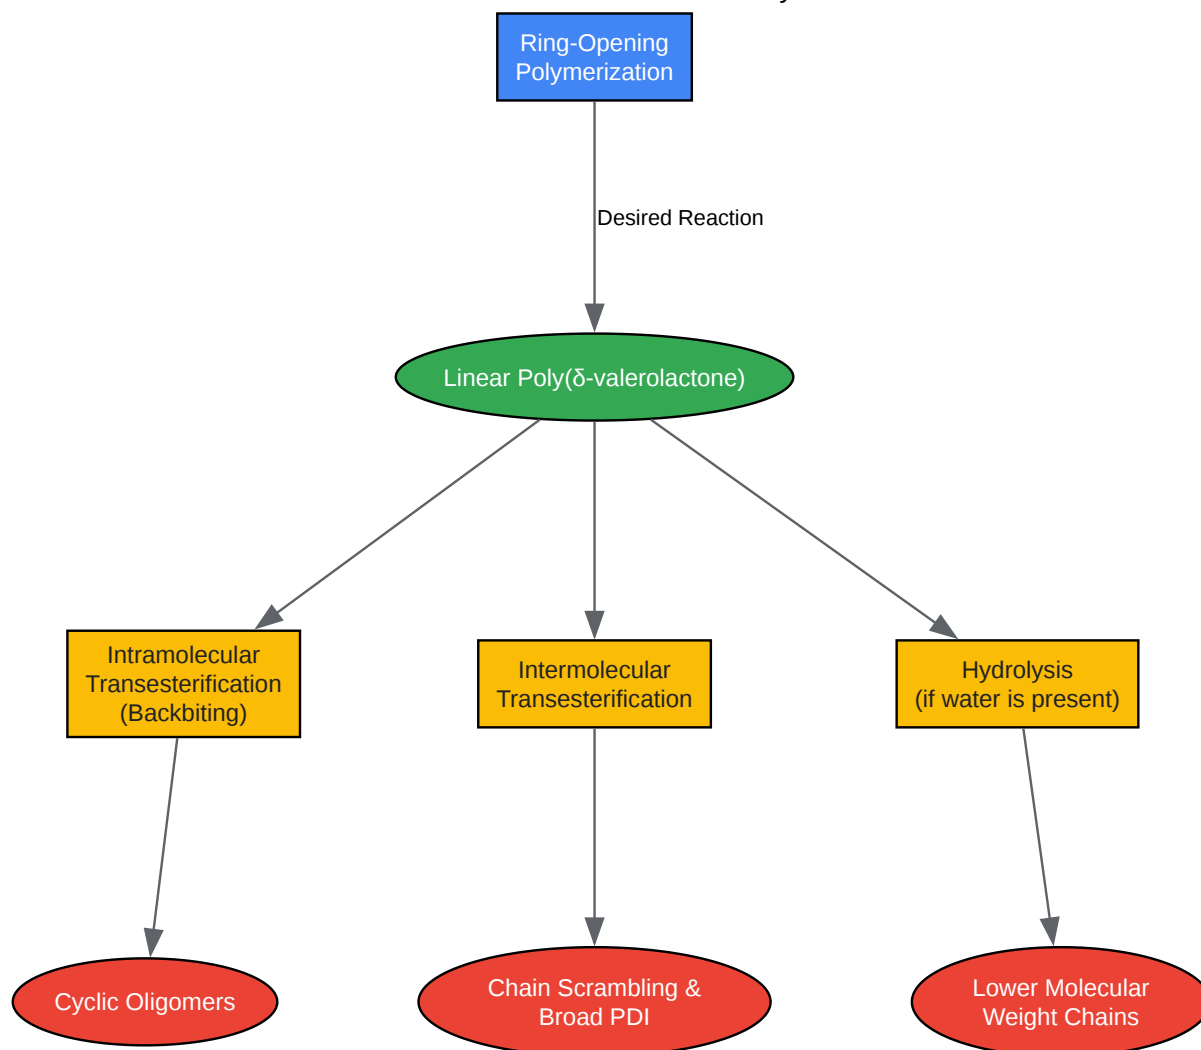 Ring-Opening
Polymerization
Desired Reaction
Linear Poly(δ-valerolactone)
Intramolecular
Transesterification
(Backbiting)
Intermolecular
Transesterification
Hydrolysis
(if water is present)
Cyclic Oligomers
Chain Scrambling &
Broad PDI
Lower Molecular
Weight Chains